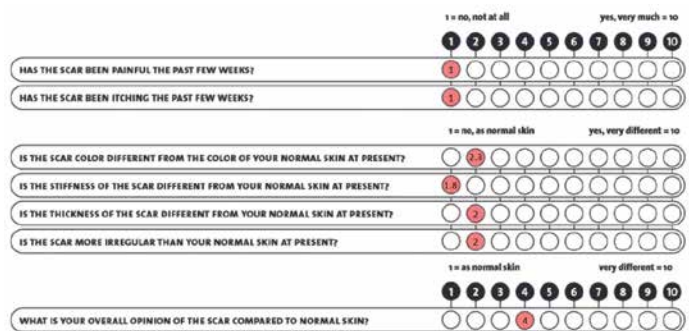 1 = no, not at all yes, very much = 10
1 2 3 4 5 6 7 8 9 10
HAS THE SCAR BEEN PAINFUL THE PAST FEW WEEKS? 1
HAS THE SCAR BEEN ITCHING THE PAST FEW WEEKS? 1
1 = no, as normal skin yes, very different = 10
IS THE SCAR COLOR DIFFERENT FROM THE COLOR OF YOUR NORMAL SKIN AT PRESENT? 2.3
IS THE STIFFNESS OF THE SCAR DIFFERENT FROM YOUR NORMAL SKIN AT PRESENT? 1.8
IS THE THICKNESS OF THE SCAR DIFFERENT FROM YOUR NORMAL SKIN AT PRESENT? 2
IS THE SCAR MORE IRREGULAR THAN YOUR NORMAL SKIN AT PRESENT? 2
1 = as normal skin very different = 10
1 2 3 4 5 6 7 8 9 10
WHAT IS YOUR OVERALL OPINION OF THE SCAR COMPARED TO NORMAL SKIN? 4